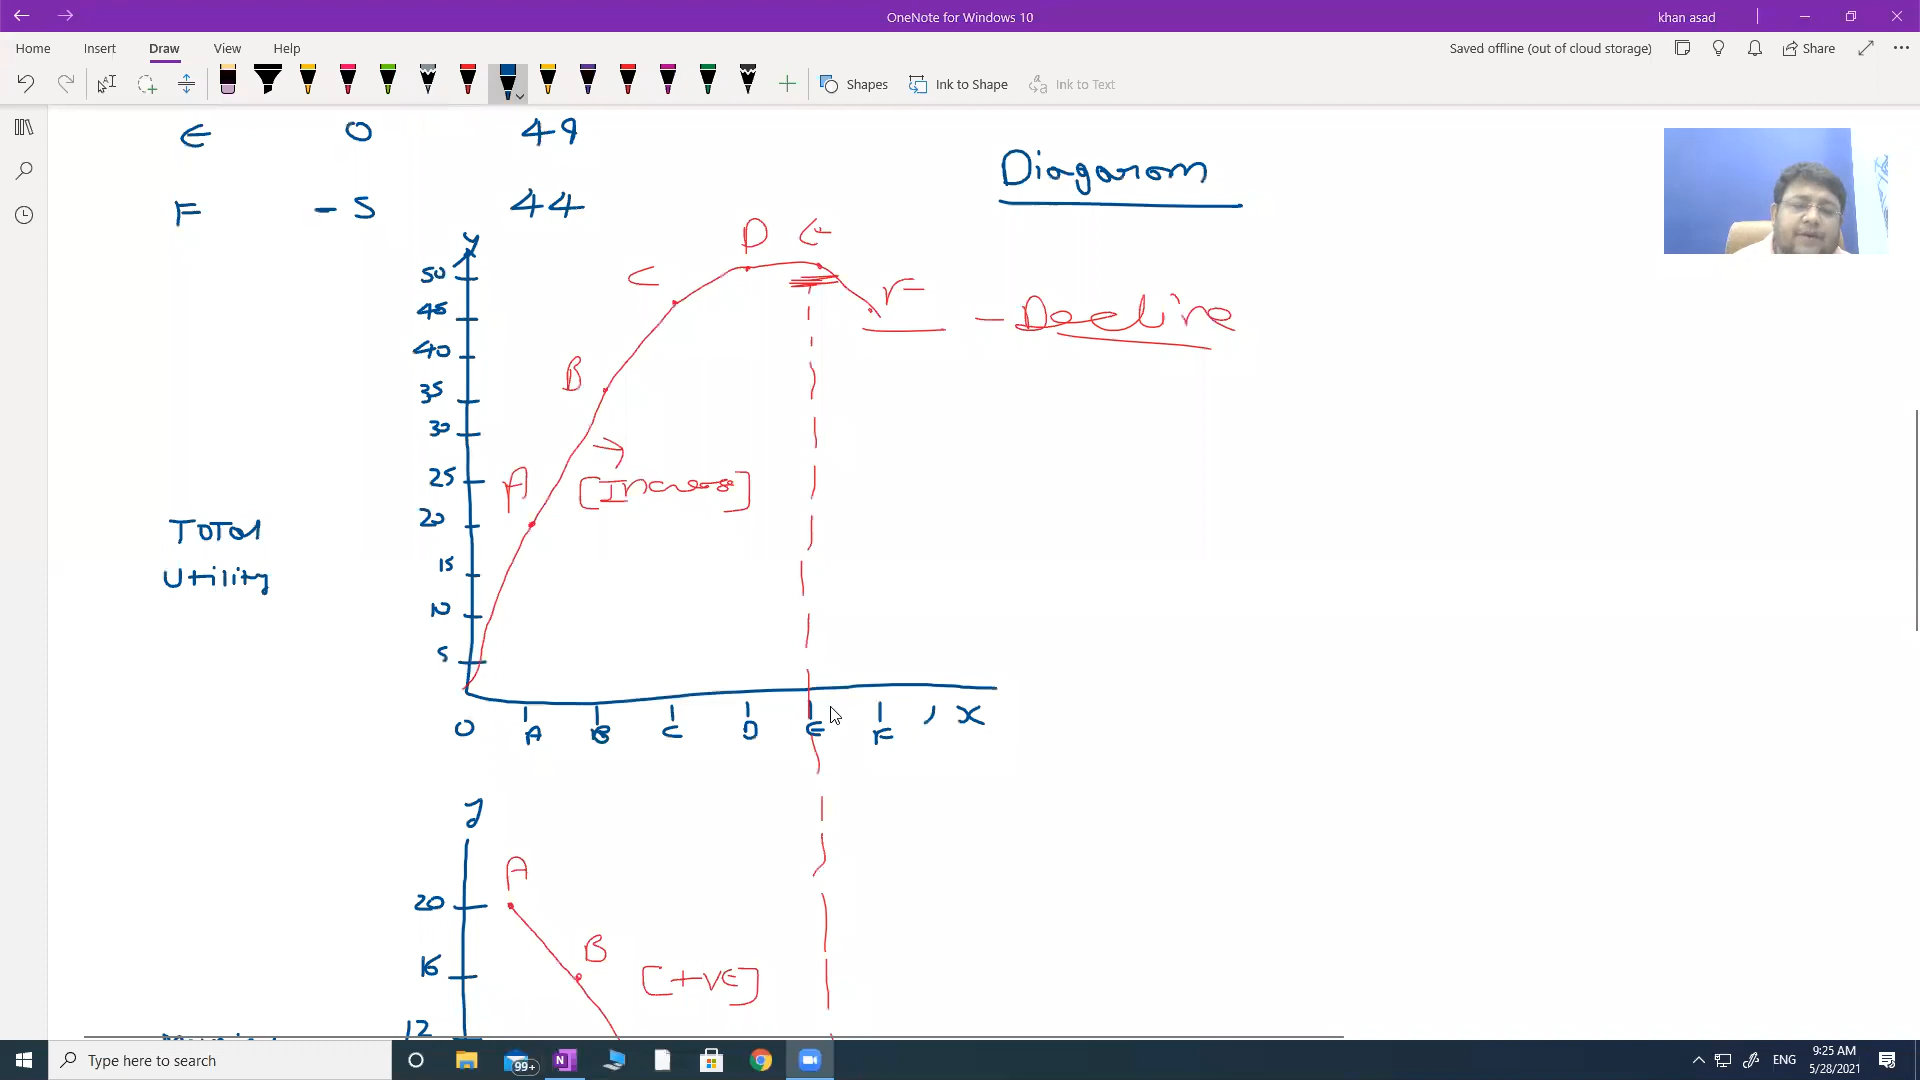 OneNote for Windows 10
khan asad
Home Insert Draw View Help
Saved offline (out of cloud storage)
Share
Shapes
Ink to Shape
Ink to Text
E 0 49
F -5 44
Diagarom
y
50
45
40
35
30
25
20
15
10
5
Total
Utility
A
B
C
D
E
F
- Decline
[Increase]
O A B C D E F , X
y
20
16
12
A
B
[+VE]
Type here to search
99+
ENG
9:25 AM
5/28/2021